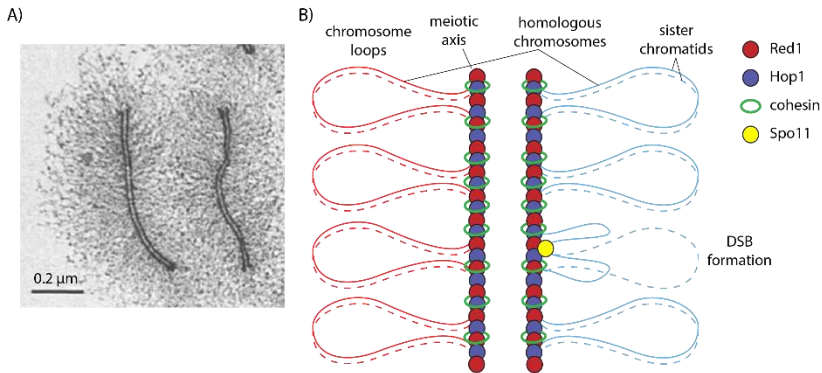 A)
0.2 μm
B)
chromosome
loops
meiotic
axis
homologous
chromosomes
sister
chromatids
Red1
Hop1
cohesin
Spo11
DSB
formation